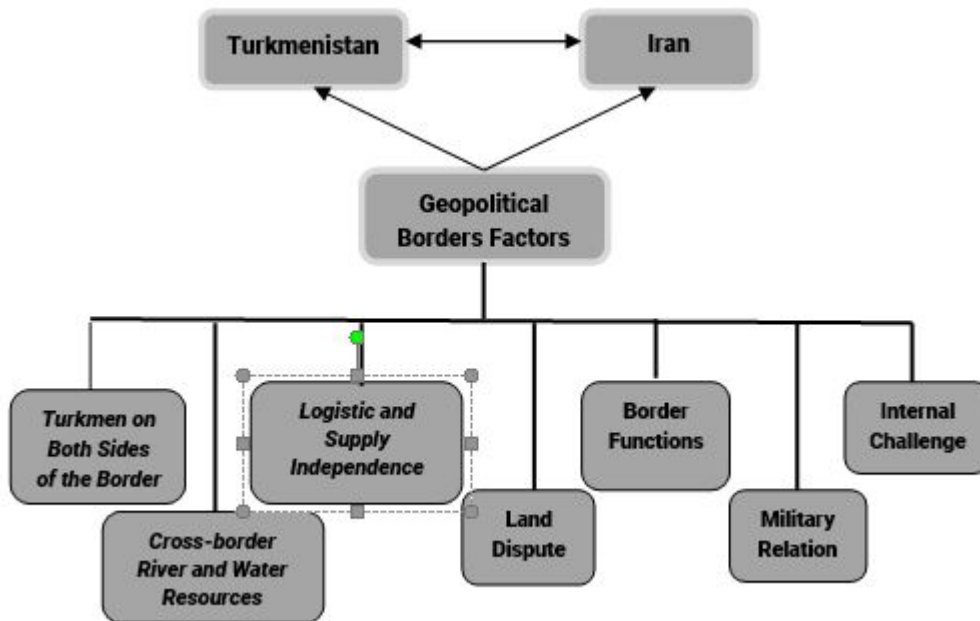 Turkmenistan
Iran
Geopolitical
Borders Factors
Turkmen on
Both Sides
of the Border
Cross-border
River and Water
Resources
Logistic and
Supply
Independence
Land
Dispute
Border
Functions
Military
Relation
Internal
Challenge